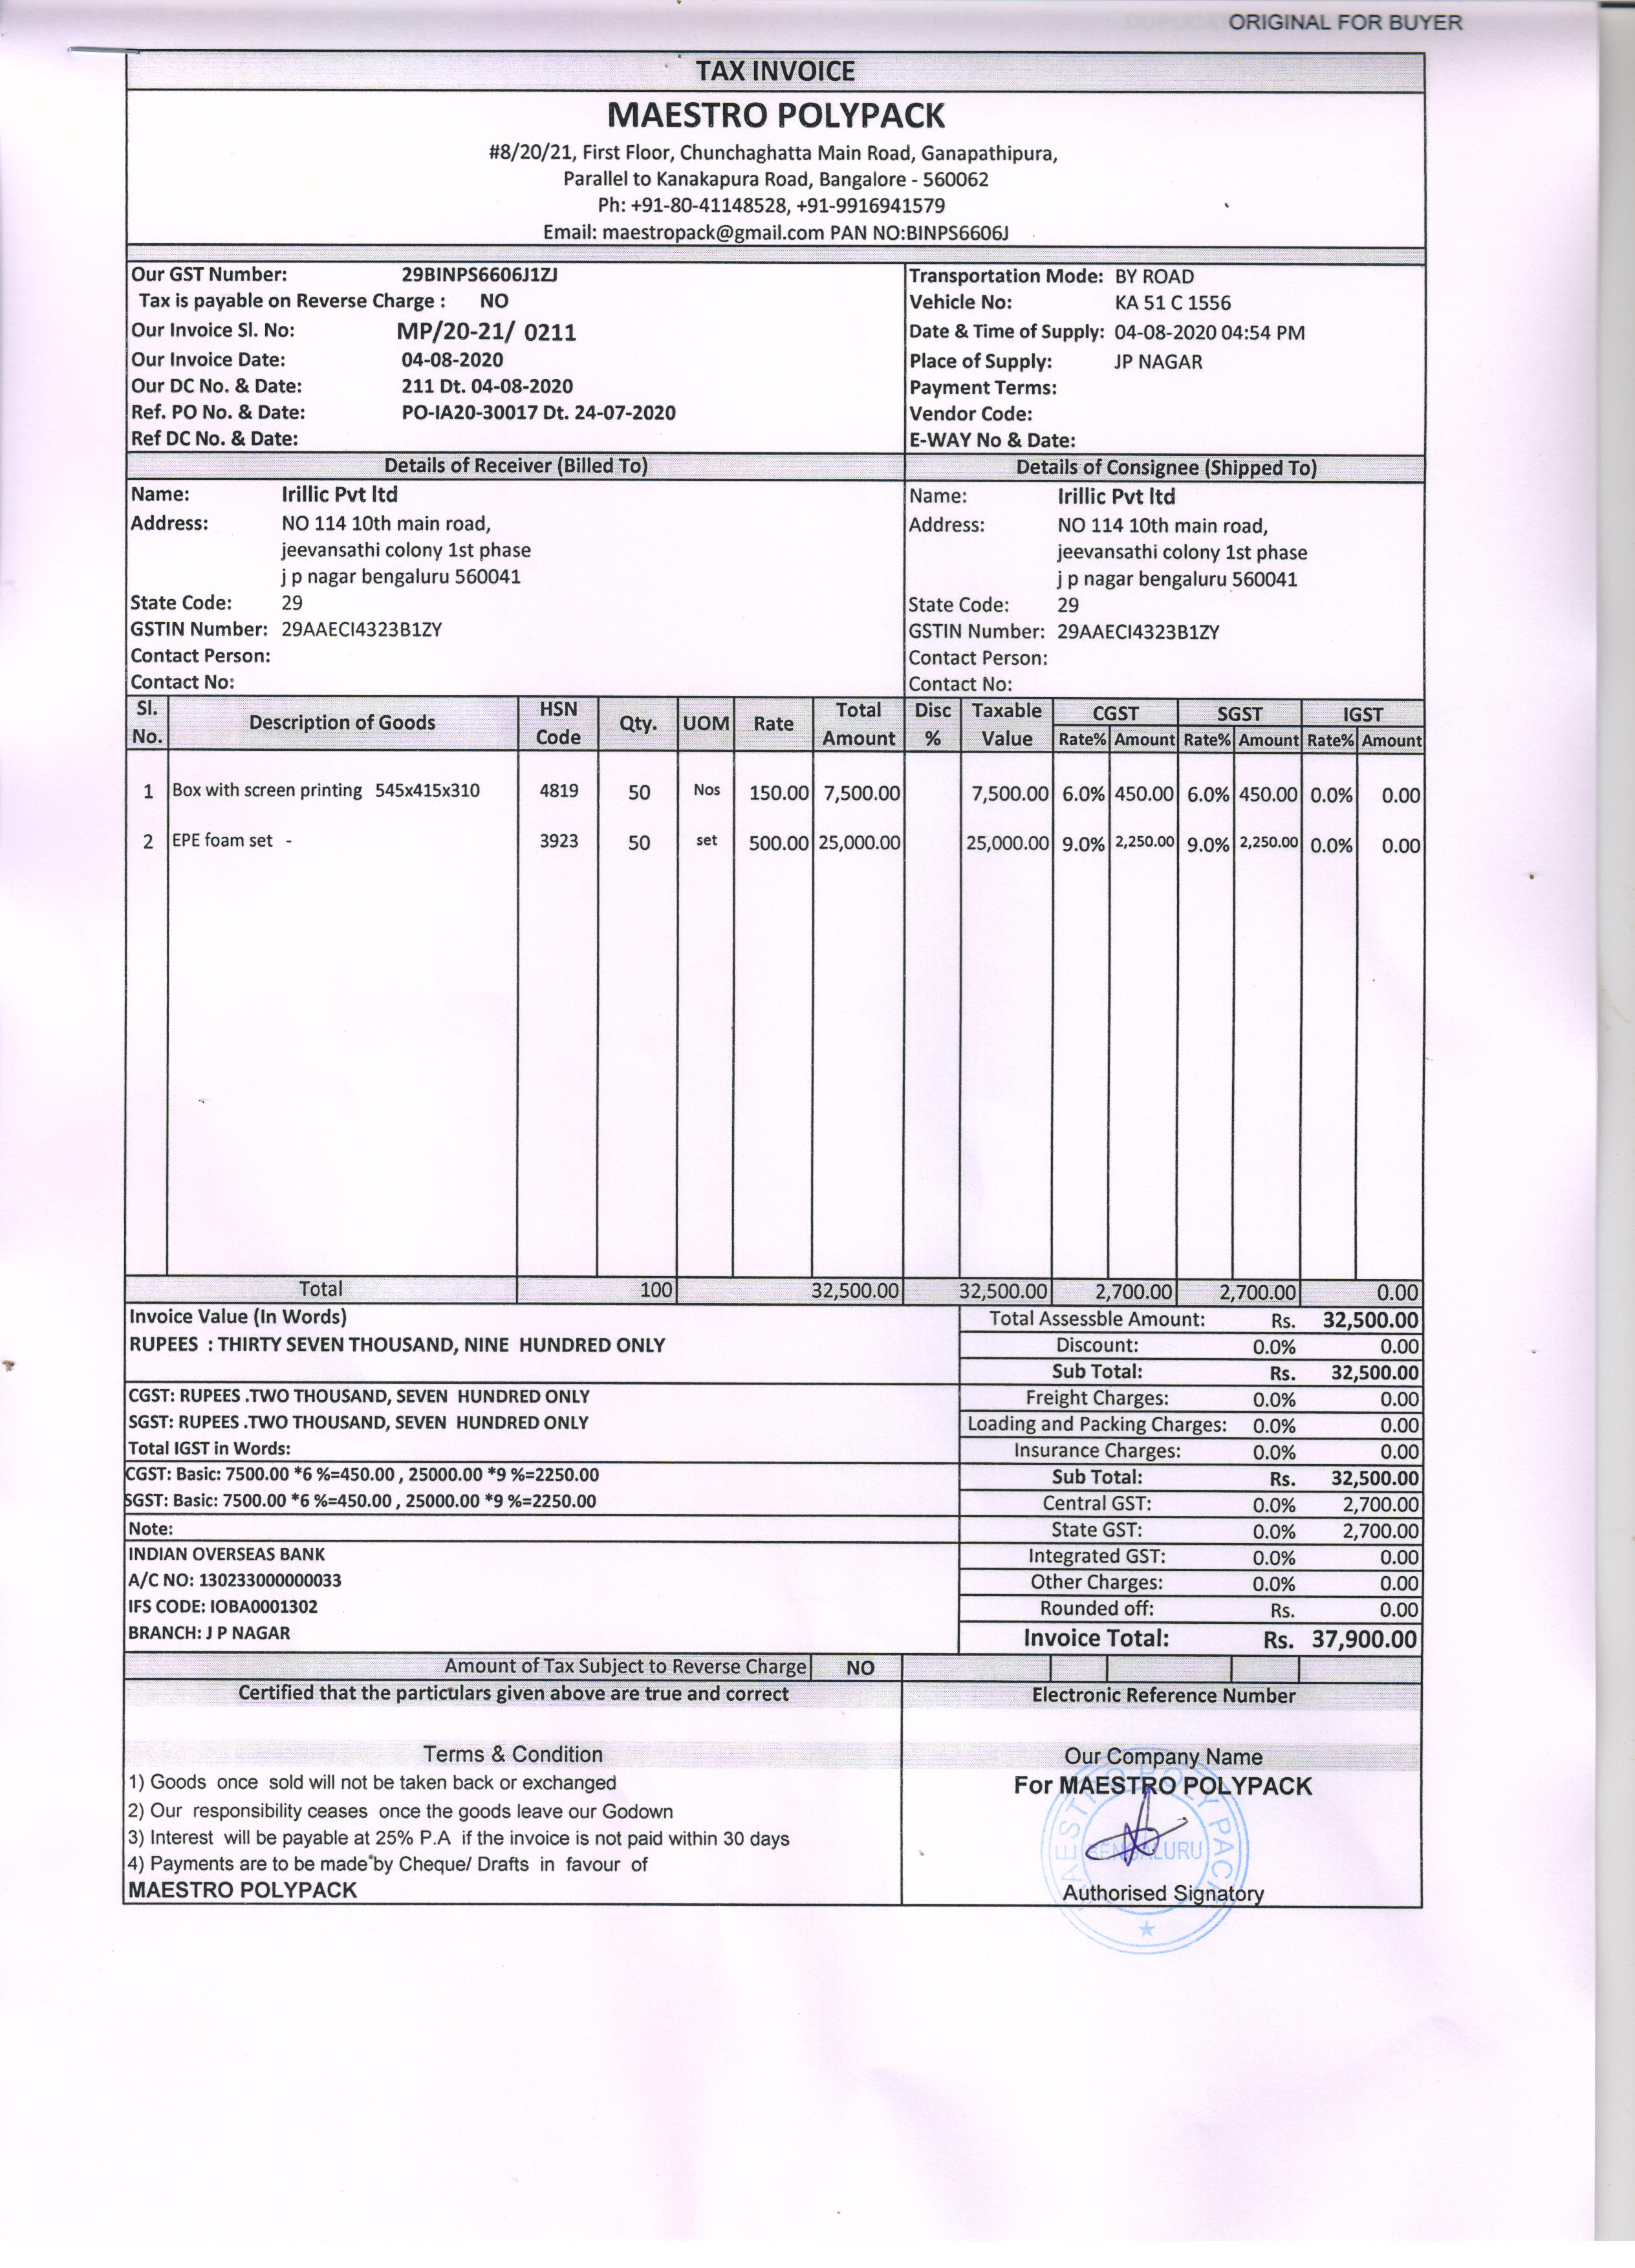 ORIGINAL FOR BUYER
TAX INVOICE
MAESTRO POLYPACK
#8/20/21, First Floor, Chunchaghatta Main Road, Ganapathipura,
Parallel to Kanakapura Road, Bangalore - 560062
Ph: +91-80-41148528, +91-9916941579
Email: maestropack@gmail.com PAN NO:BINPS6606J
Our GST Number: 29BINPS6606J1ZJ
Tax is payable on Reverse Charge : NO
Our Invoice Sl. No: MP/20-21/ 0211
Our Invoice Date: 04-08-2020
Our DC No. & Date: 211 Dt. 04-08-2020
Ref. PO No. & Date: PO-IA20-30017 Dt. 24-07-2020
Ref DC No. & Date:
Transportation Mode: BY ROAD
Vehicle No: KA 51 C 1556
Date & Time of Supply: 04-08-2020 04:54 PM
Place of Supply: JP NAGAR
Payment Terms:
Vendor Code:
E-WAY No & Date:
Details of Receiver (Billed To)
Name: Irillic Pvt ltd
Address: NO 114 10th main road,
jeevansathi colony 1st phase
j p nagar bengaluru 560041
State Code: 29
GSTIN Number: 29AAECI4323B1ZY
Contact Person:
Contact No:
Details of Consignee (Shipped To)
Name: Irillic Pvt ltd
Address: NO 114 10th main road,
jeevansathi colony 1st phase
j p nagar bengaluru 560041
State Code: 29
GSTIN Number: 29AAECI4323B1ZY
Contact Person:
Contact No:
Sl. No. Description of Goods HSN Code Qty. UOM Rate Total Amount Disc % Taxable Value CGST SGST IGST
Rate% Amount Rate% Amount Rate% Amount
1 Box with screen printing 545x415x310 4819 50 Nos 150.00 7,500.00 7,500.00 6.0% 450.00 6.0% 450.00 0.0% 0.00
2 EPE foam set - 3923 50 set 500.00 25,000.00 25,000.00 9.0% 2,250.00 9.0% 2,250.00 0.0% 0.00
Total 100 32,500.00 32,500.00 2,700.00 2,700.00 0.00
Invoice Value (In Words)
RUPEES : THIRTY SEVEN THOUSAND, NINE HUNDRED ONLY
CGST: RUPEES .TWO THOUSAND, SEVEN HUNDRED ONLY
SGST: RUPEES .TWO THOUSAND, SEVEN HUNDRED ONLY
Total IGST in Words:
CGST: Basic: 7500.00 *6 %=450.00 , 25000.00 *9 %=2250.00
SGST: Basic: 7500.00 *6 %=450.00 , 25000.00 *9 %=2250.00
Note:
INDIAN OVERSEAS BANK
A/C NO: 130233000000033
IFS CODE: IOBA0001302
BRANCH: J P NAGAR
Total Assessble Amount: Rs. 32,500.00
Discount: 0.0% 0.00
Sub Total: Rs. 32,500.00
Freight Charges: 0.0% 0.00
Loading and Packing Charges: 0.0% 0.00
Insurance Charges: 0.0% 0.00
Sub Total: Rs. 32,500.00
Central GST: 0.0% 2,700.00
State GST: 0.0% 2,700.00
Integrated GST: 0.0% 0.00
Other Charges: 0.0% 0.00
Rounded off: Rs. 0.00
Invoice Total: Rs. 37,900.00
Amount of Tax Subject to Reverse Charge NO
Certified that the particulars given above are true and correct
Electronic Reference Number
Terms & Condition
1) Goods once sold will not be taken back or exchanged
2) Our responsibility ceases once the goods leave our Godown
3) Interest will be payable at 25% P.A if the invoice is not paid within 30 days
4) Payments are to be made by Cheque/ Drafts in favour of
MAESTRO POLYPACK
Our Company Name
For MAESTRO POLYPACK
MAESTRO POLY PACK
BENGALURU
Authorised Signatory